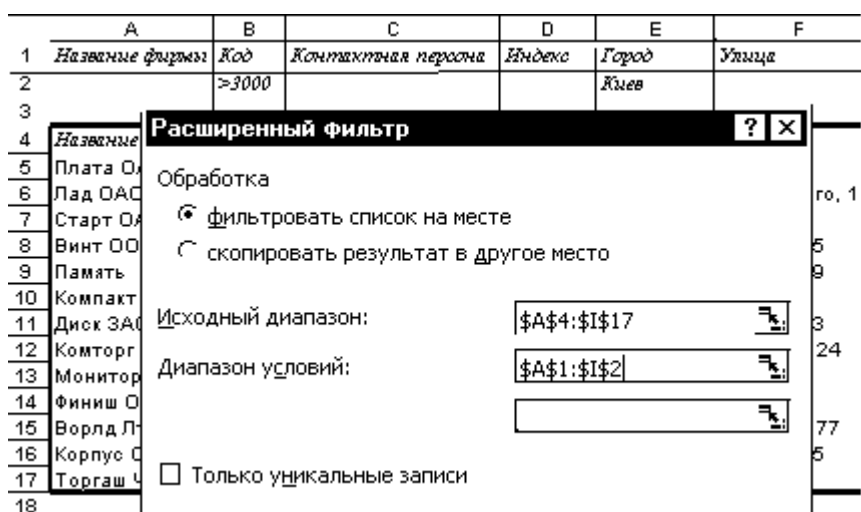 A B C D E F
1 Название фирмы Код Контактная персона Индекс Город Улица
2 >3000 Киев
3
4 Название
Расширенный фильтр ? ×
5 Плата
6 Лад ОАО го, 1
7 Старт
8 Винт ОО 5
9 Память 9
10 Компакт
11 Диск ЗАО 3
12 Комторг 24
13 Монитор
14 Финиш О
15 Ворлд 77
16 Корпус 5
17 Торгаш
18
Обработка
фильтровать список на месте
скопировать результат в другое место
Исходный диапазон: $A$4:$I$17
Диапазон условий: $A$1:$I$2
Только уникальные записи